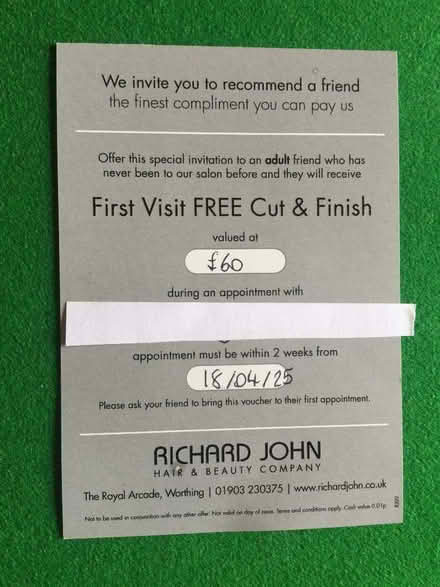 We invite you to recommend a friend
the finest compliment you can pay us
Offer this special invitation to an adult friend who has
never been to our salon before and they will receive
First Visit FREE Cut & Finish
valued at
£60
during an appointment with
appointment must be within 2 weeks from
18/04/25
Please ask your friend to bring this voucher to their first appointment.
RICHARD JOHN
HAIR & BEAUTY COMPANY
The Royal Arcade, Worthing | 01903 230375 | www.richardjohn.co.uk
Not to be used in conjunction with any other offer. Not valid on day of issue. Terms and conditions apply. Cash value 0.01p